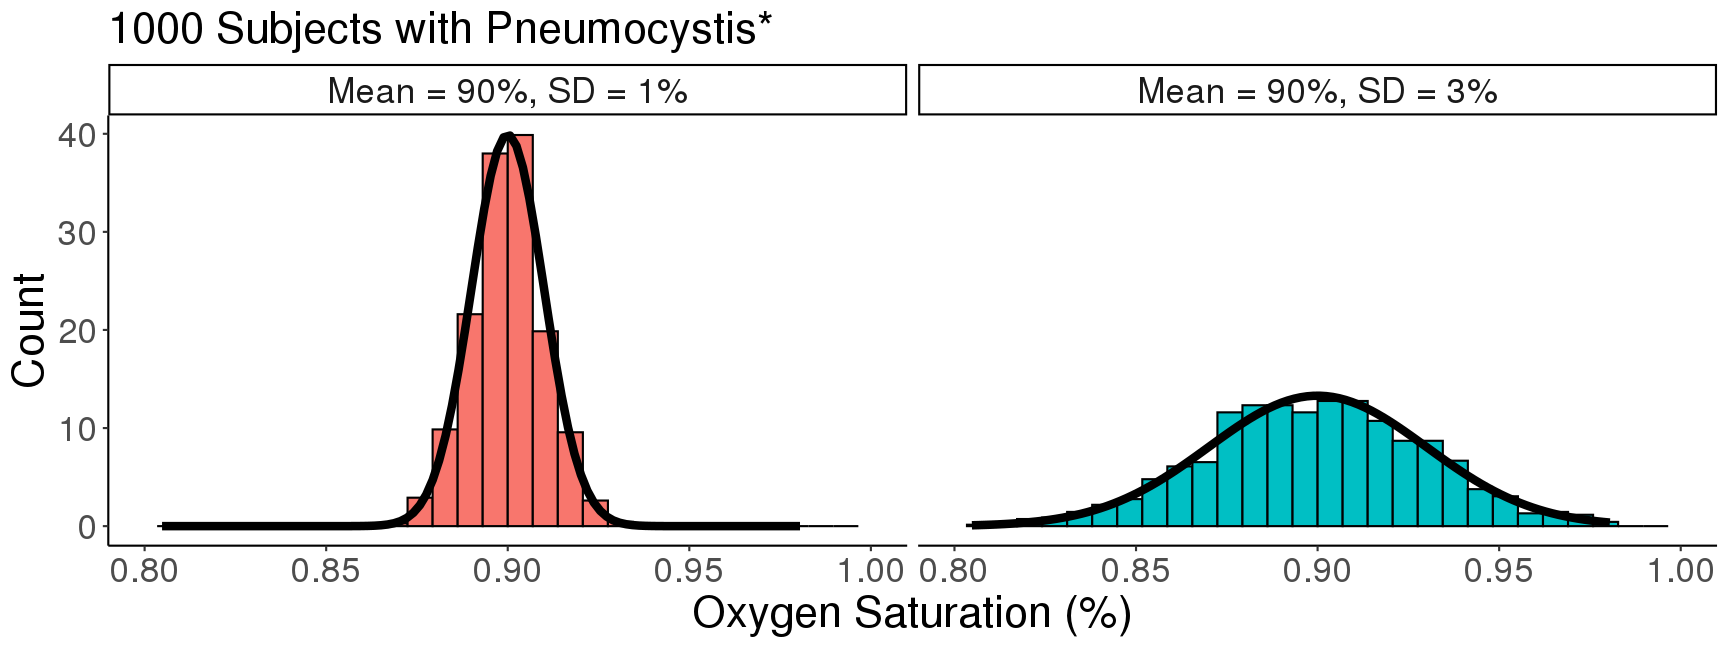 1000 Subjects with Pneumocystis*
Mean = 90%, SD = 1%
Mean = 90%, SD = 3%
Count
40
30
20
10
0
0.80 0.85 0.90 0.95 1.00
0.80 0.85 0.90 0.95 1.00
Oxygen Saturation (%)